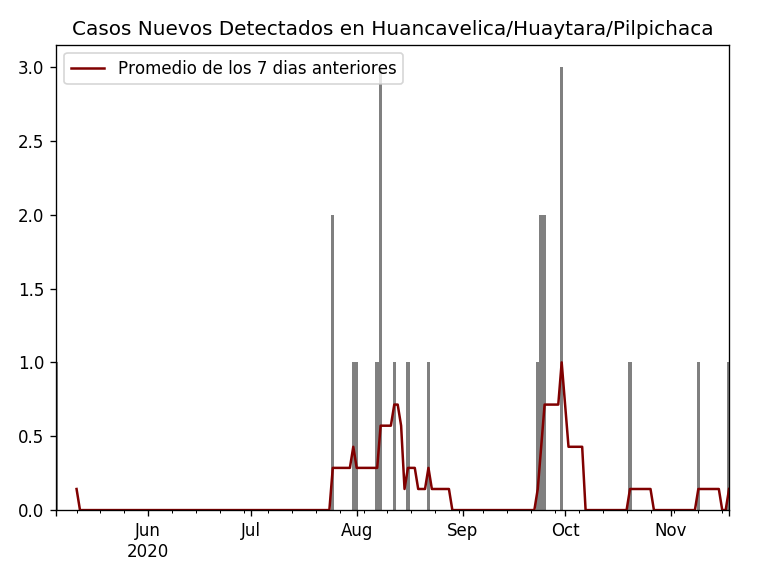 Casos Nuevos Detectados en Huancavelica/Huaytara/Pilpichaca
Promedio de los 7 dias anteriores
3.0
2.5
2.0
1.5
1.0
0.5
0.0
Jun Jul Aug Sep Oct Nov
2020